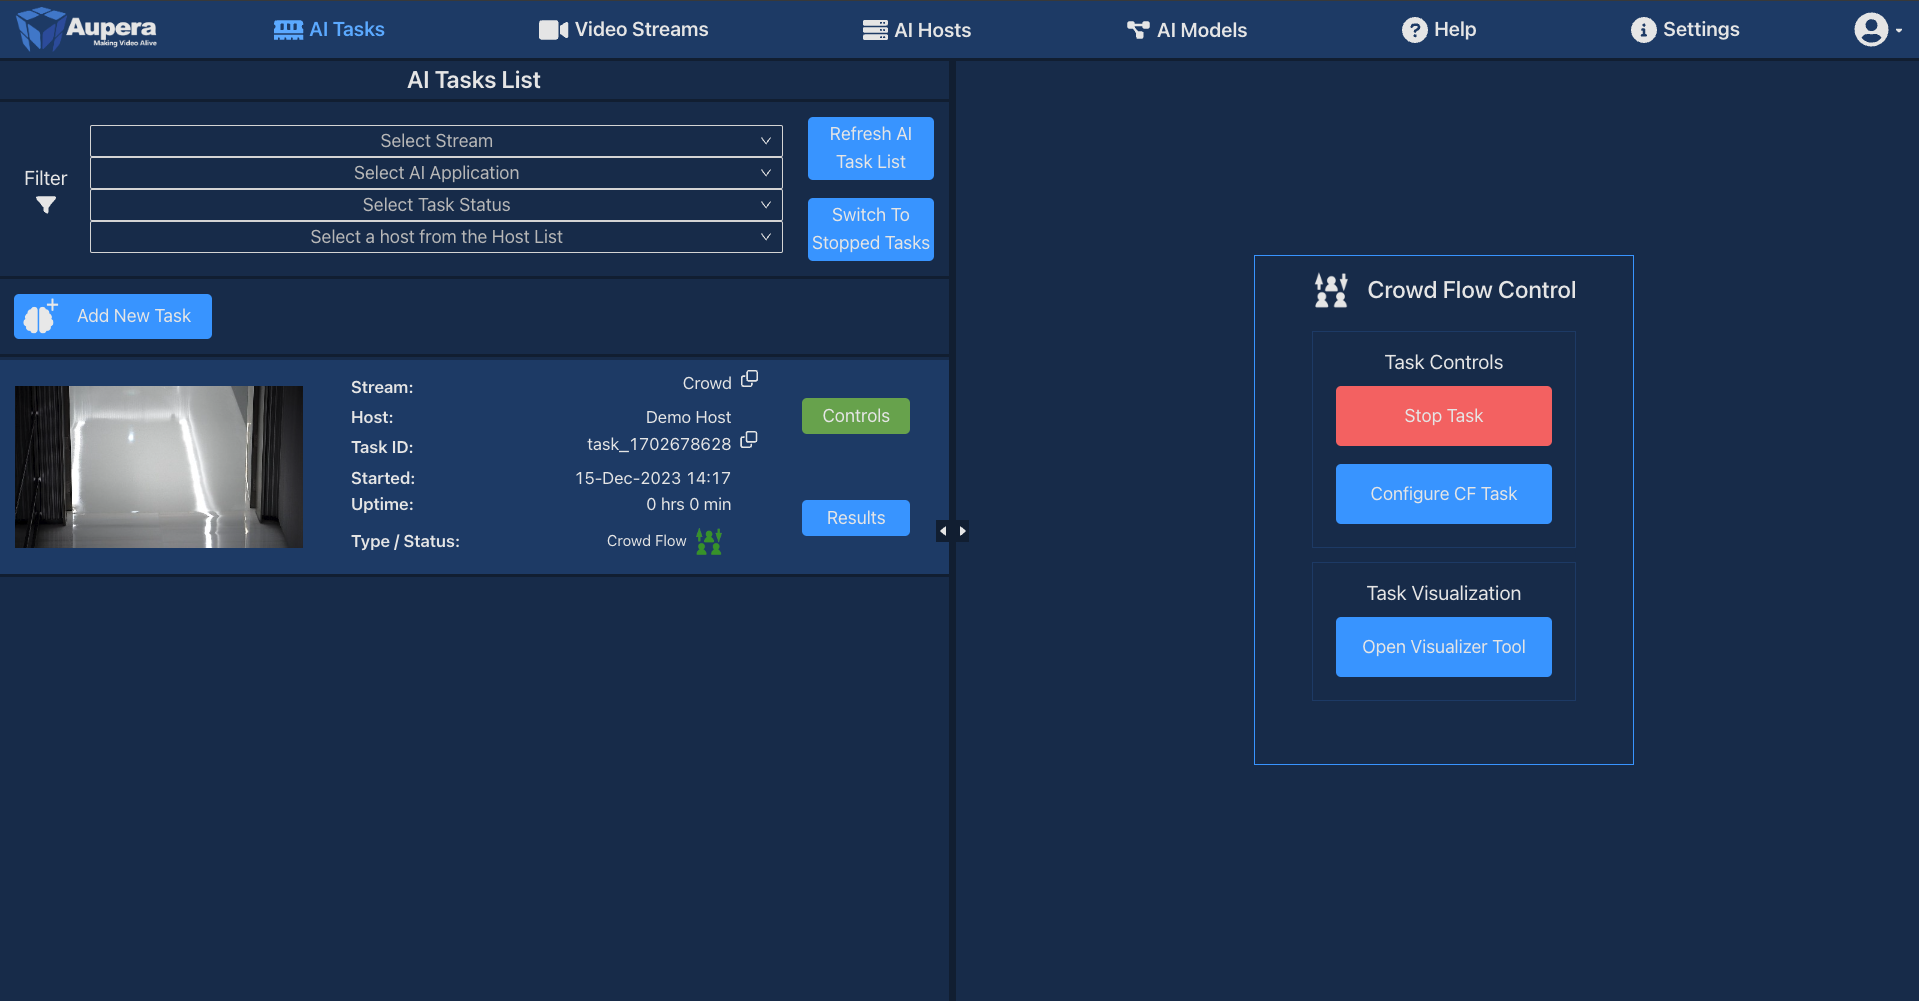 Aupera
Making Video Alive
AI Tasks
Video Streams
AI Hosts
AI Models
Help
Settings
AI Tasks List
Filter
Select Stream
Select AI Application
Select Task Status
Select a host from the Host List
Refresh AI
Task List
Switch To
Stopped Tasks
Add New Task
Stream: Crowd
Host: Demo Host
Task ID: task_1702678628
Started: 15-Dec-2023 14:17
Uptime: 0 hrs 0 min
Type / Status: Crowd Flow
Controls
Results
Crowd Flow Control
Task Controls
Stop Task
Configure CF Task
Task Visualization
Open Visualizer Tool